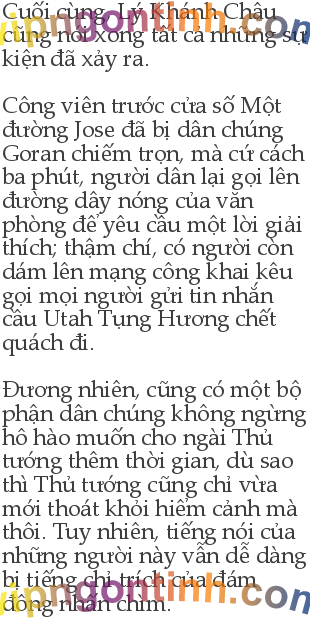 Cuối cùng, Lý Khánh Châu
cũng nói xong tất cả những sự
kiện đã xảy ra.
Công viên trước cửa số Một
đường Jose đã bị dân chúng
Goran chiếm trọn, mà cứ cách
ba phút, người dân lại gọi lên
đường dây nóng của văn
phòng để yêu cầu một lời giải
thích; thậm chí, có người còn
dám lên mạng công khai kêu
gọi mọi người gửi tin nhắn
cầu Utah Tụng Hương chết
quách đi.
Đương nhiên, cũng có một bộ
phận dân chúng không ngừng
hô hào muốn cho ngài Thủ
tướng thêm thời gian, dù sao
thì Thủ tướng cũng chỉ vừa
mới thoát khỏi hiểm cảnh mà
thôi. Tuy nhiên, tiếng nói của
những người này vẫn dễ dàng
bị tiếng chỉ trích của đám
đông nhấn chìm.
vipngontinh.com
vipngontinh.com